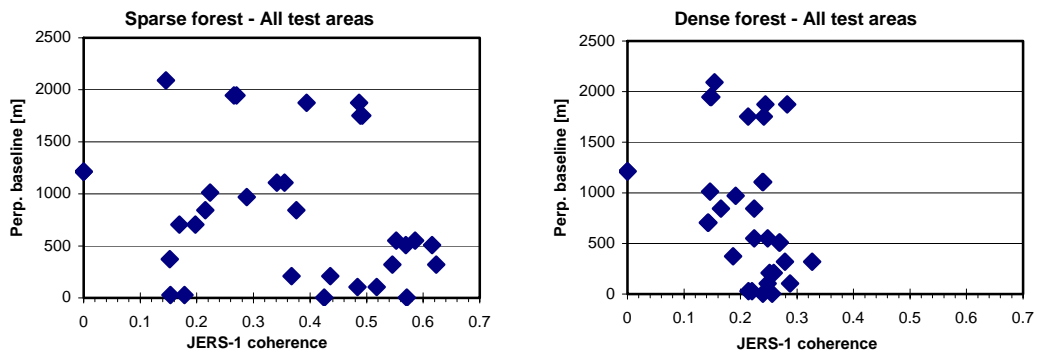 Sparse forest - All test areas
2500
2000
1500
1000
500
0
Perp. baseline [m]
0 0.1 0.2 0.3 0.4 0.5 0.6 0.7
JERS-1 coherence
Dense forest - All test areas
2500
2000
1500
1000
500
0
Perp. baseline [m]
0 0.1 0.2 0.3 0.4 0.5 0.6 0.7
JERS-1 coherence